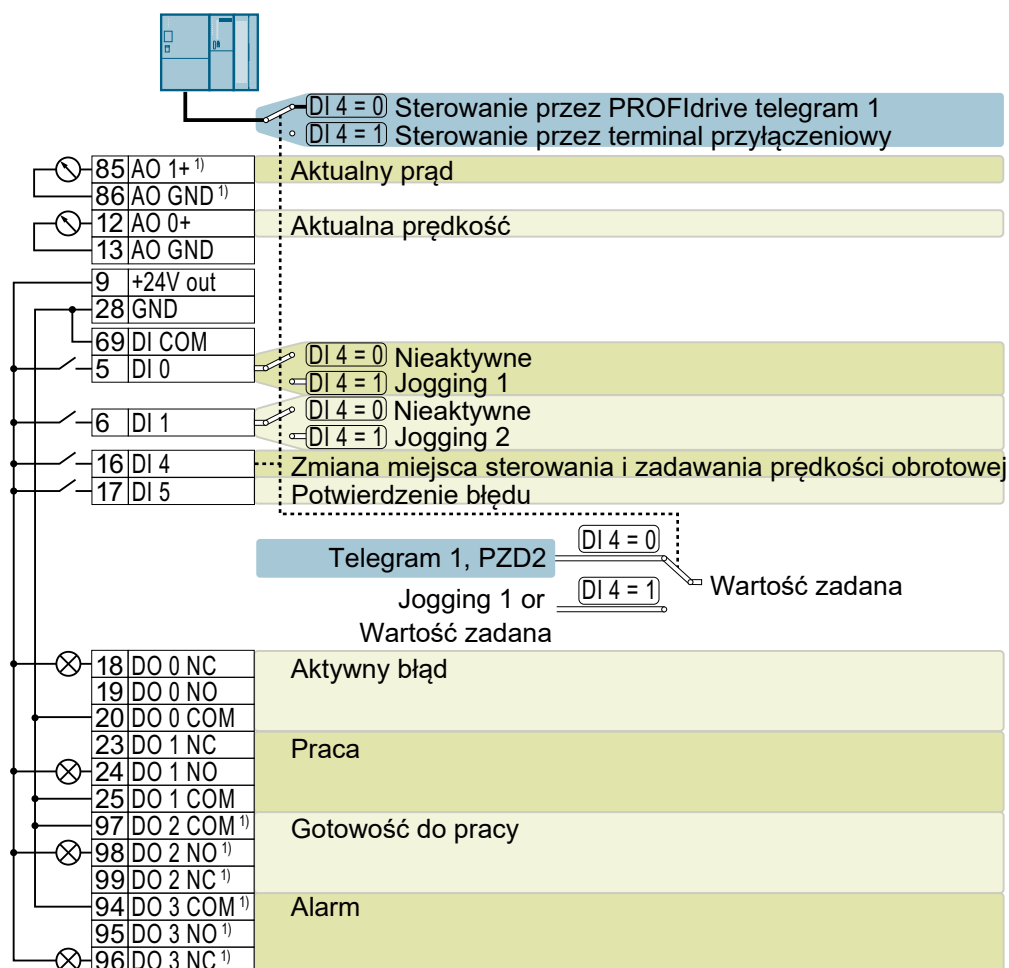 DI 4 = 0 Sterowanie przez PROFIdrive telegram 1
DI 4 = 1 Sterowanie przez terminal przyłączeniowy
85 AO 1+ 1) Aktualny prąd
86 AO GND 1)
12 AO 0+ Aktualna prędkość
13 AO GND
9 +24V out
28 GND
69 DI COM
DI 4 = 0 Nieaktywne
5 DI 0
DI 4 = 1 Jogging 1
DI 4 = 0 Nieaktywne
6 DI 1
DI 4 = 1 Jogging 2
16 DI 4 Zmiana miejsca sterowania i zadawania prędkości obrotowej
17 DI 5 Potwierdzenie błędu
DI 4 = 0
Telegram 1, PZD2
Wartość zadana
Jogging 1 or DI 4 = 1
Wartość zadana
18 DO 0 NC Aktywny błąd
19 DO 0 NO
20 DO 0 COM
23 DO 1 NC Praca
24 DO 1 NO
25 DO 1 COM
97 DO 2 COM 1) Gotowość do pracy
98 DO 2 NO 1)
99 DO 2 NC 1)
94 DO 3 COM 1) Alarm
95 DO 3 NO 1)
96 DO 3 NC 1)